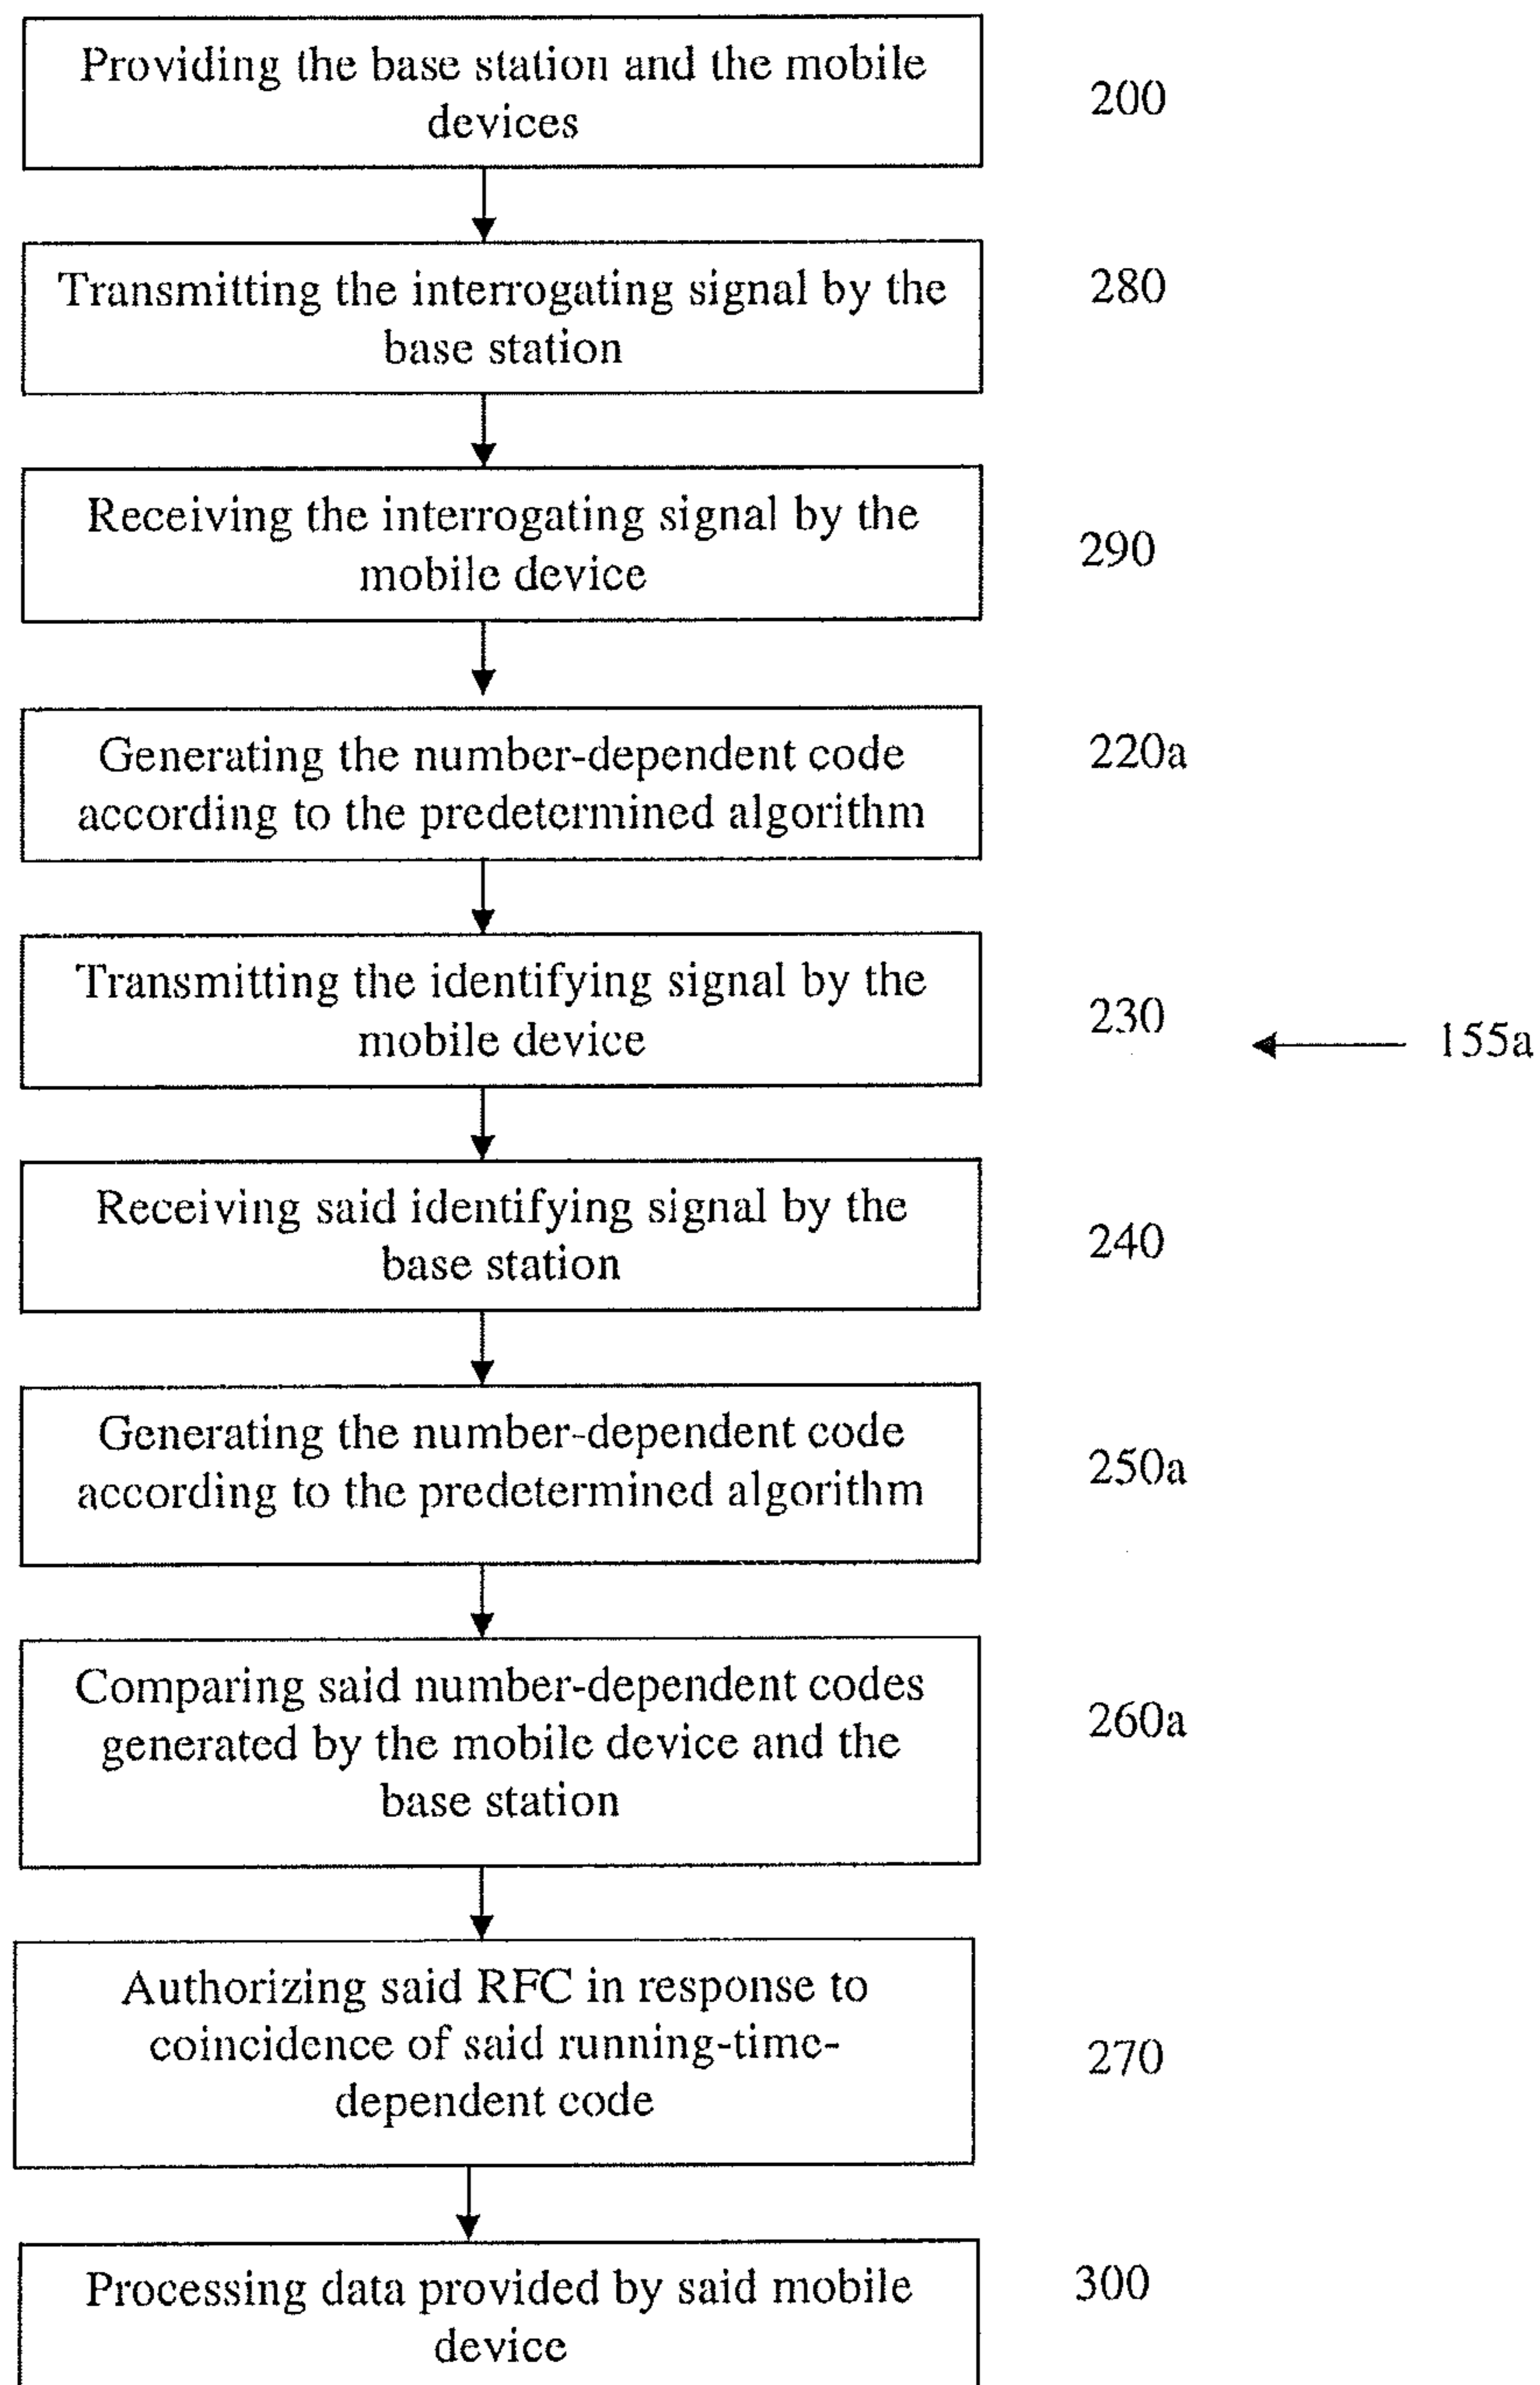 Providing the base station and the mobile
devices
200
Transmitting the interrogating signal by the
base station
280
Receiving the interrogating signal by the
mobile device
290
Generating the number-dependent code
according to the predetermined algorithm
220a
Transmitting the identifying signal by the
mobile device
230
155a
Receiving said identifying signal by the
base station
240
Generating the number-dependent code
according to the predetermined algorithm
250a
Comparing said number-dependent codes
generated by the mobile device and the
base station
260a
Authorizing said RFC in response to
coincidence of said running-time-
dependent code
270
Processing data provided by said mobile
device
300